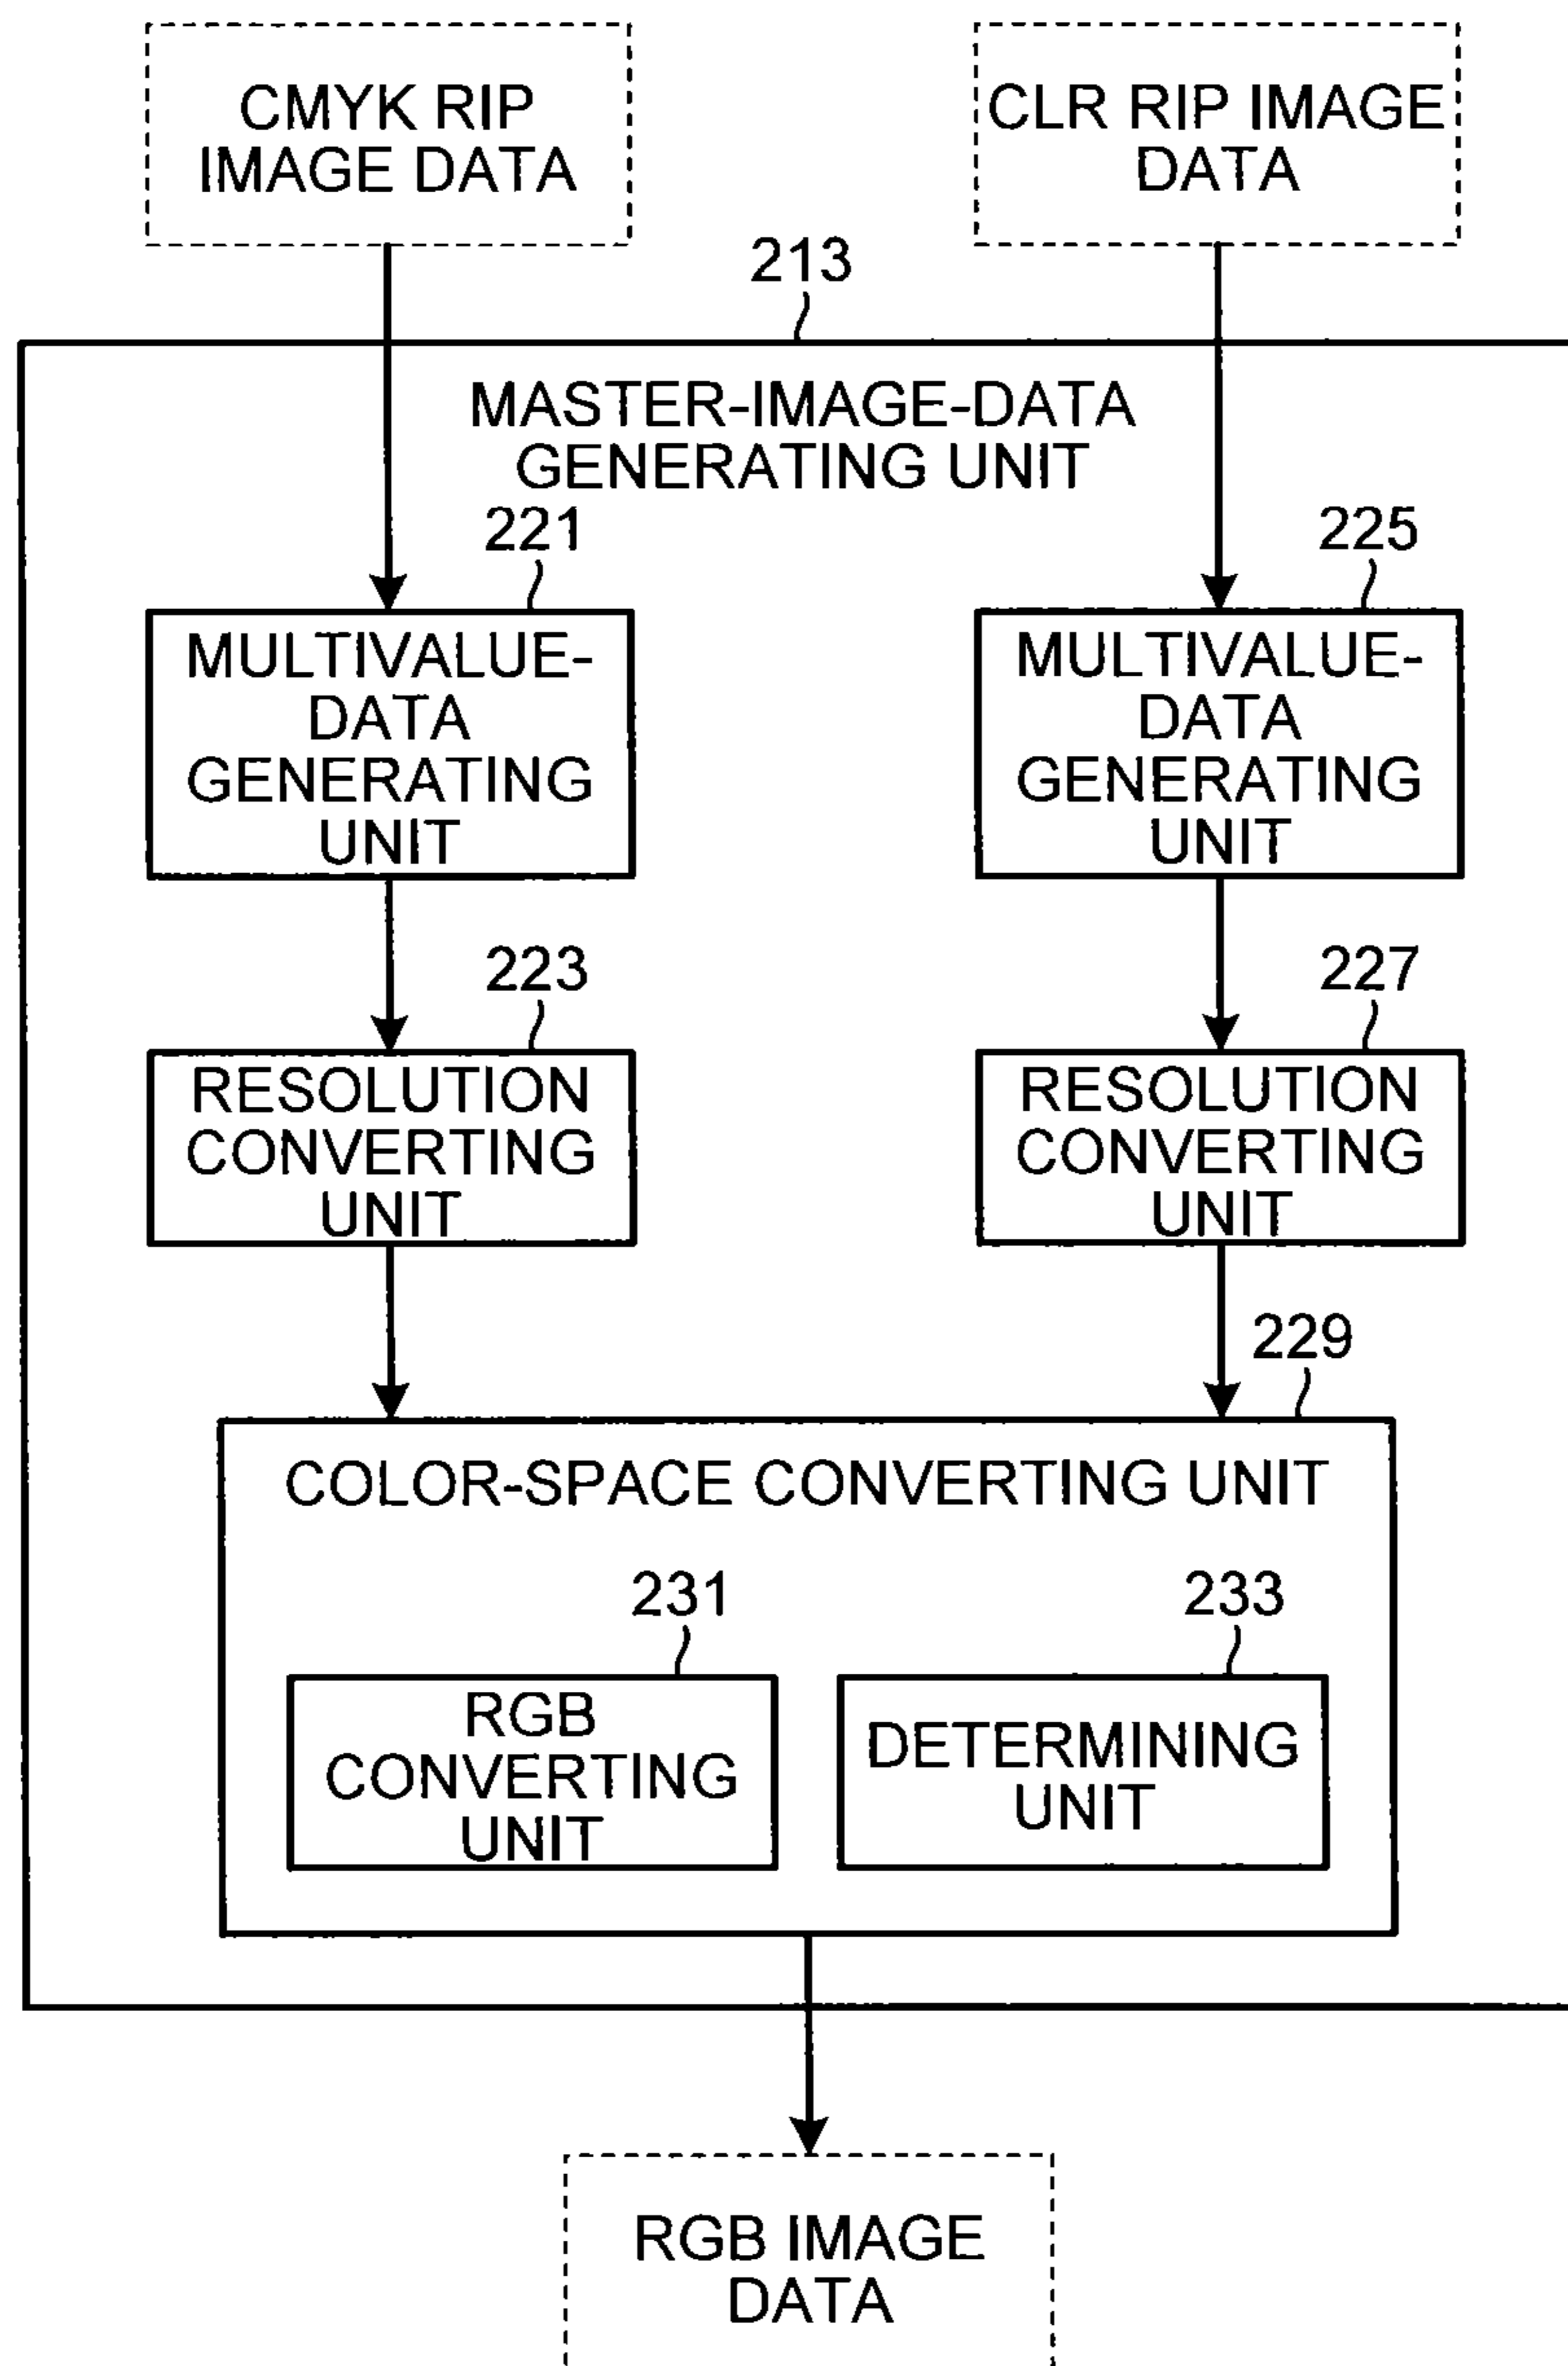 CMYK RIP
IMAGE DATA
CLR RIP IMAGE
DATA
213
MASTER-IMAGE-DATA
GENERATING UNIT
221
225
MULTIVALUE-
DATA
GENERATING
UNIT
MULTIVALUE-
DATA
GENERATING
UNIT
223
227
RESOLUTION
CONVERTING
UNIT
RESOLUTION
CONVERTING
UNIT
229
COLOR-SPACE CONVERTING UNIT
231
233
RGB
CONVERTING
UNIT
DETERMINING
UNIT
RGB IMAGE
DATA